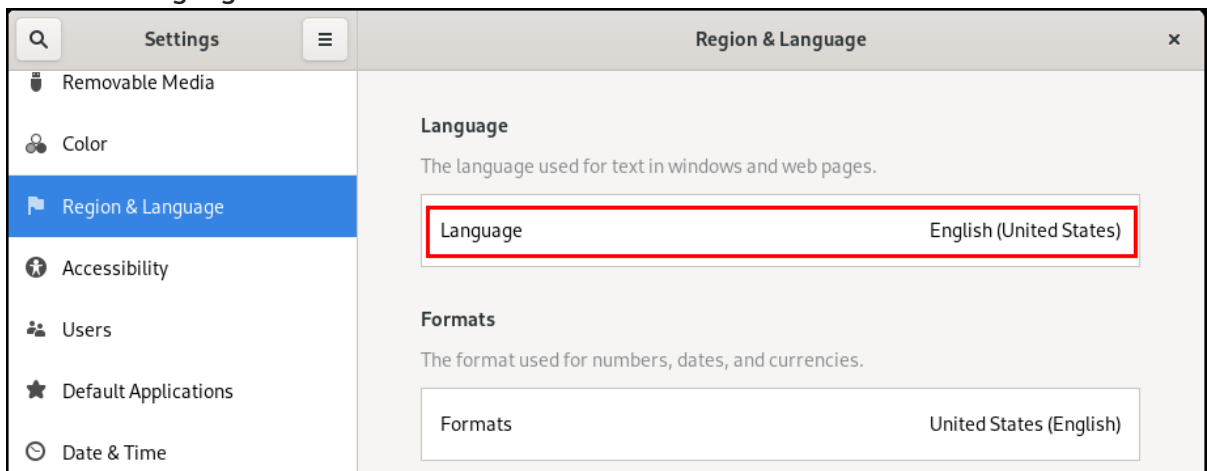 Settings
Region & Language
Removable Media
Color
Region & Language
Accessibility
Users
Default Applications
Date & Time
Language
The language used for text in windows and web pages.
Language English (United States)
Formats
The format used for numbers, dates, and currencies.
Formats United States (English)